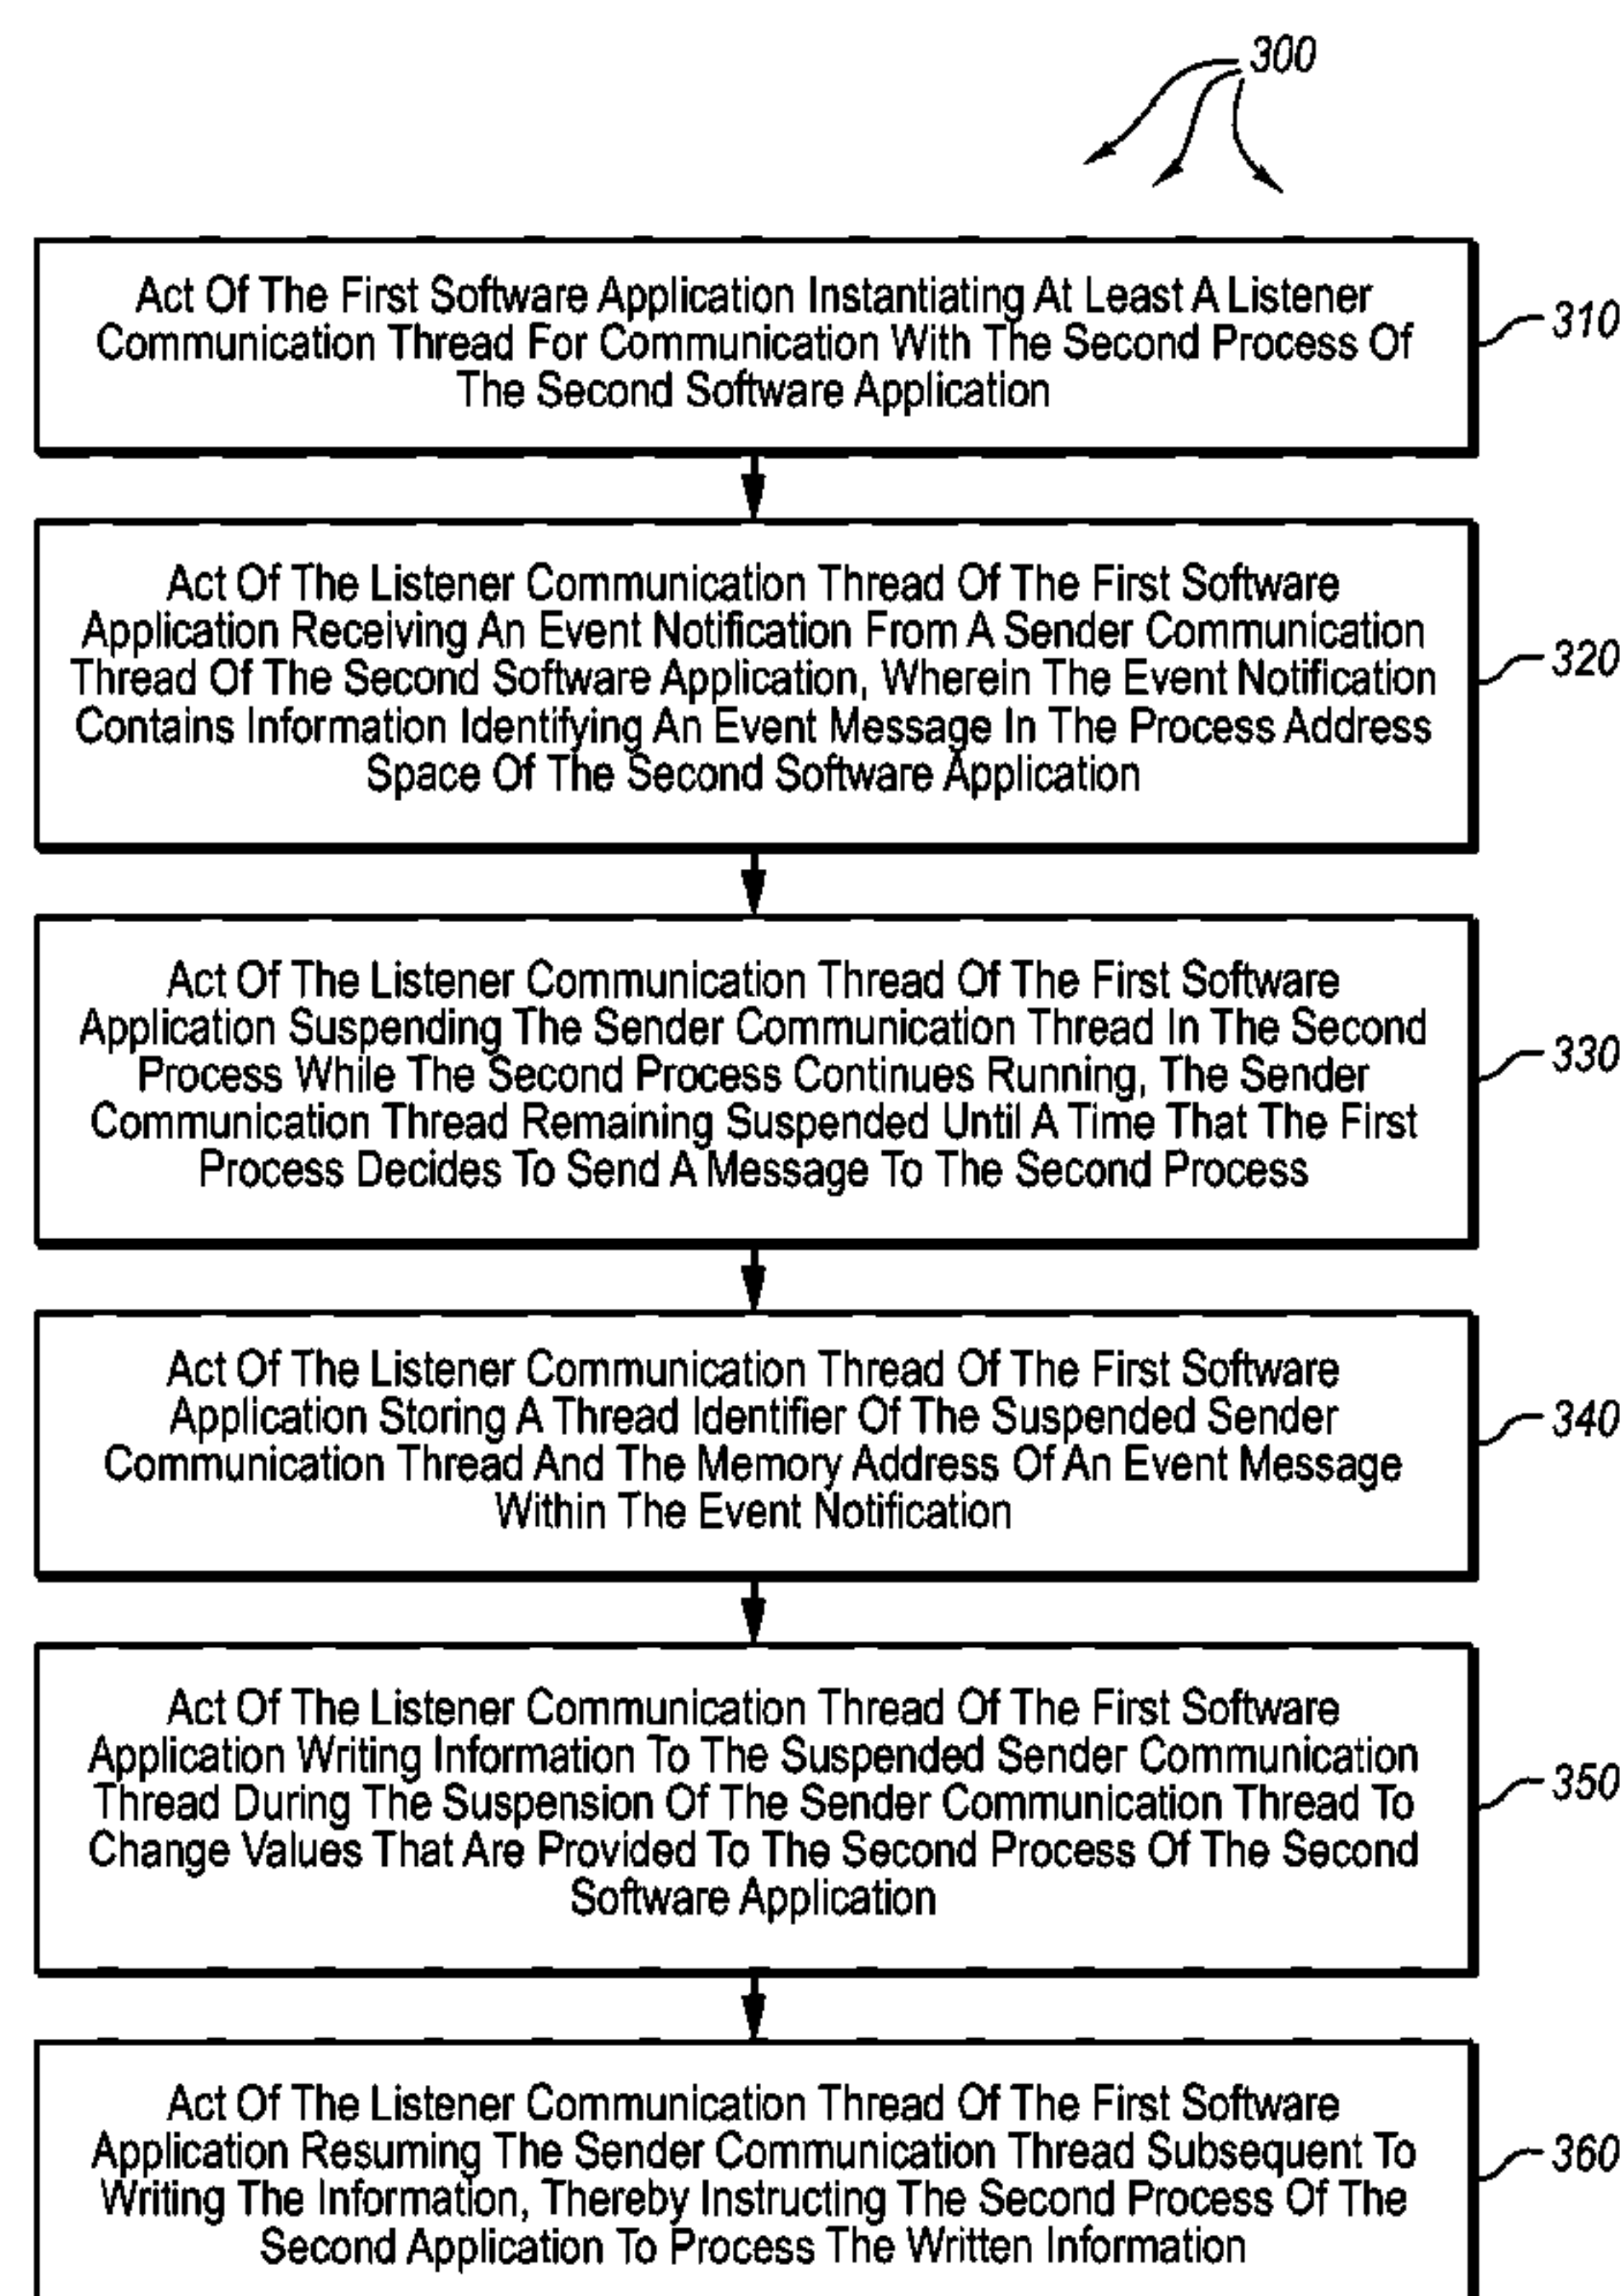 300
Act Of The First Software Application Instantiating At Least A Listener
Communication Thread For Communication With The Second Process Of
The Second Software Application
310
Act Of The Listener Communication Thread Of The First Software
Application Receiving An Event Notification From A Sender Communication
Thread Of The Second Software Application, Wherein The Event Notification
Contains Information Identifying An Event Message In The Process Address
Space Of The Second Software Application
320
Act Of The Listener Communication Thread Of The First Software
Application Suspending The Sender Communication Thread In The Second
Process While The Second Process Continues Running, The Sender
Communication Thread Remaining Suspended Until A Time That The First
Process Decides To Send A Message To The Second Process
330
Act Of The Listener Communication Thread Of The First Software
Application Storing A Thread Identifier Of The Suspended Sender
Communication Thread And The Memory Address Of An Event Message
Within The Event Notification
340
Act Of The Listener Communication Thread Of The First Software
Application Writing Information To The Suspended Sender Communication
Thread During The Suspension Of The Sender Communication Thread To
Change Values That Are Provided To The Second Process Of The Second
Software Application
350
Act Of The Listener Communication Thread Of The First Software
Application Resuming The Sender Communication Thread Subsequent To
Writing The Information, Thereby Instructing The Second Process Of The
Second Application To Process The Written Information
360